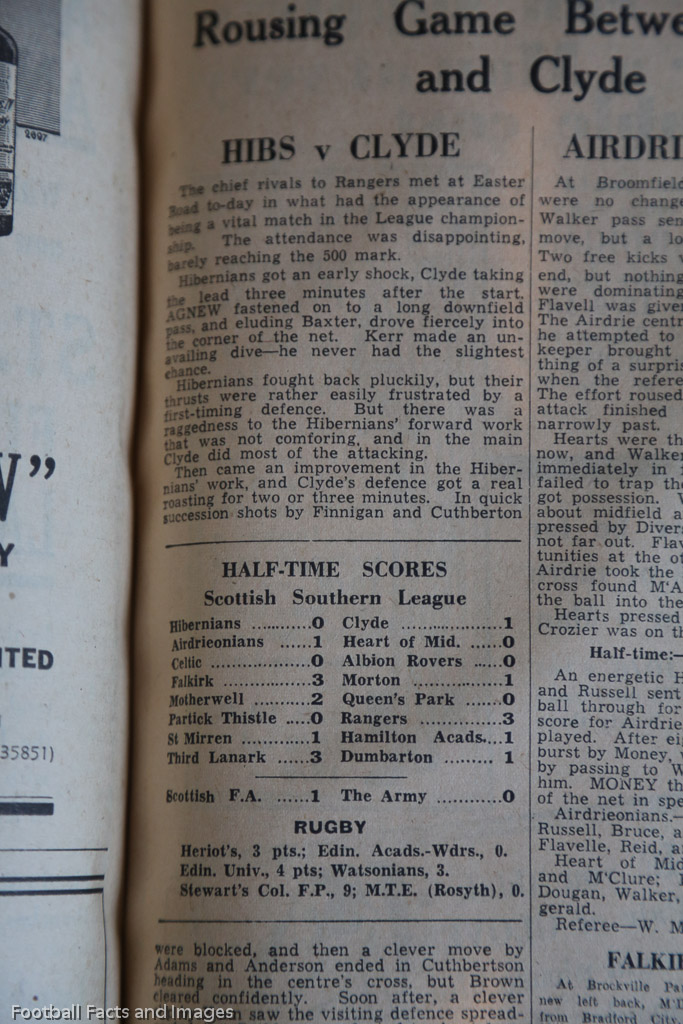 2007
W"
Y
ITED
35851)
Rousing Game Betwe
and Clyde
HIBS v CLYDE
The chief rivals to Rangers met at Easter
Road to-day in what had the appearance of
being a vital match in the League champion-
ship. The attendance was disappointing,
barely reaching the 500 mark.
Hibernians got an early shock, Clyde taking
the lead three minutes after the start.
AGNEW fastened on to a long downfield
pass, and eluding Baxter, drove fiercely into
the corner of the net. Kerr made an un-
availing dive—he never had the slightest
chance.
Hibernians fought back pluckily, but their
thrusts were rather easily frustrated by a
first-timing defence. But there was a
raggedness to the Hibernians' forward work
that was not comforing, and in the main
Clyde did most of the attacking.
Then came an improvement in the Hiber-
nians' work, and Clyde's defence got a real
roasting for two or three minutes. In quick
succession shots by Finnigan and Cuthberton
HALF-TIME SCORES
Scottish Southern League
Hibernians ...........0 Clyde ....................1
Airdrieonians ......1 Heart of Mid. ......0
Celtic ..................0 Albion Rovers .....0
Falkirk ................3 Morton .................1
Motherwell ..........2 Queen's Park .......0
Partick Thistle .....0 Rangers ..............3
St Mirren ............1 Hamilton Acads...1
Third Lanark ......3 Dumbarton ......... 1
Scottish F.A. ......1 The Army ...........0
RUGBY
Heriot's, 3 pts.; Edin. Acads.-Wdrs., 0.
Edin. Univ., 4 pts; Watsonians, 3.
Stewart's Col. F.P., 9; M.T.E. (Rosyth), 0.
were blocked, and then a clever move by
Adams and Anderson ended in Cuthbertson
heading in the centre's cross, but Brown
cleared confidently. Soon after, a clever
saw the visiting defence spread-
AIRDRI
At Broomfield
were no change
Walker pass sen
move, but a lo
Two free kicks
end, but nothing
were dominating
Flavell was give
The Airdrie centr
he attempted to
keeper brought
thing of a surpris
when the refere
The effort roused
attack finished
narrowly past.
Hearts were th
now, and Walke
immediately in
failed to trap the
got possession.
about midfield a
pressed by Diver
not far out. Flav
tunities at the ot
Airdrie took the
cross found M'A
the ball into the
Hearts pressed
Crozier was on th
Half-time:—
An energetic H
and Russell sent
ball through for
score for Airdrie
played. After eig
burst by Money,
by passing to W
him. MONEY th
of the net in spe
Airdrieonians.—
Russell, Bruce, a
Flavelle, Reid, a
Heart of Mid
and M'Clure;
Dougan, Walker,
gerald.
Referee—W. M
FALKI
At Brockville Pa
new left back, M'D
from Bradford City.
Football Facts and Images